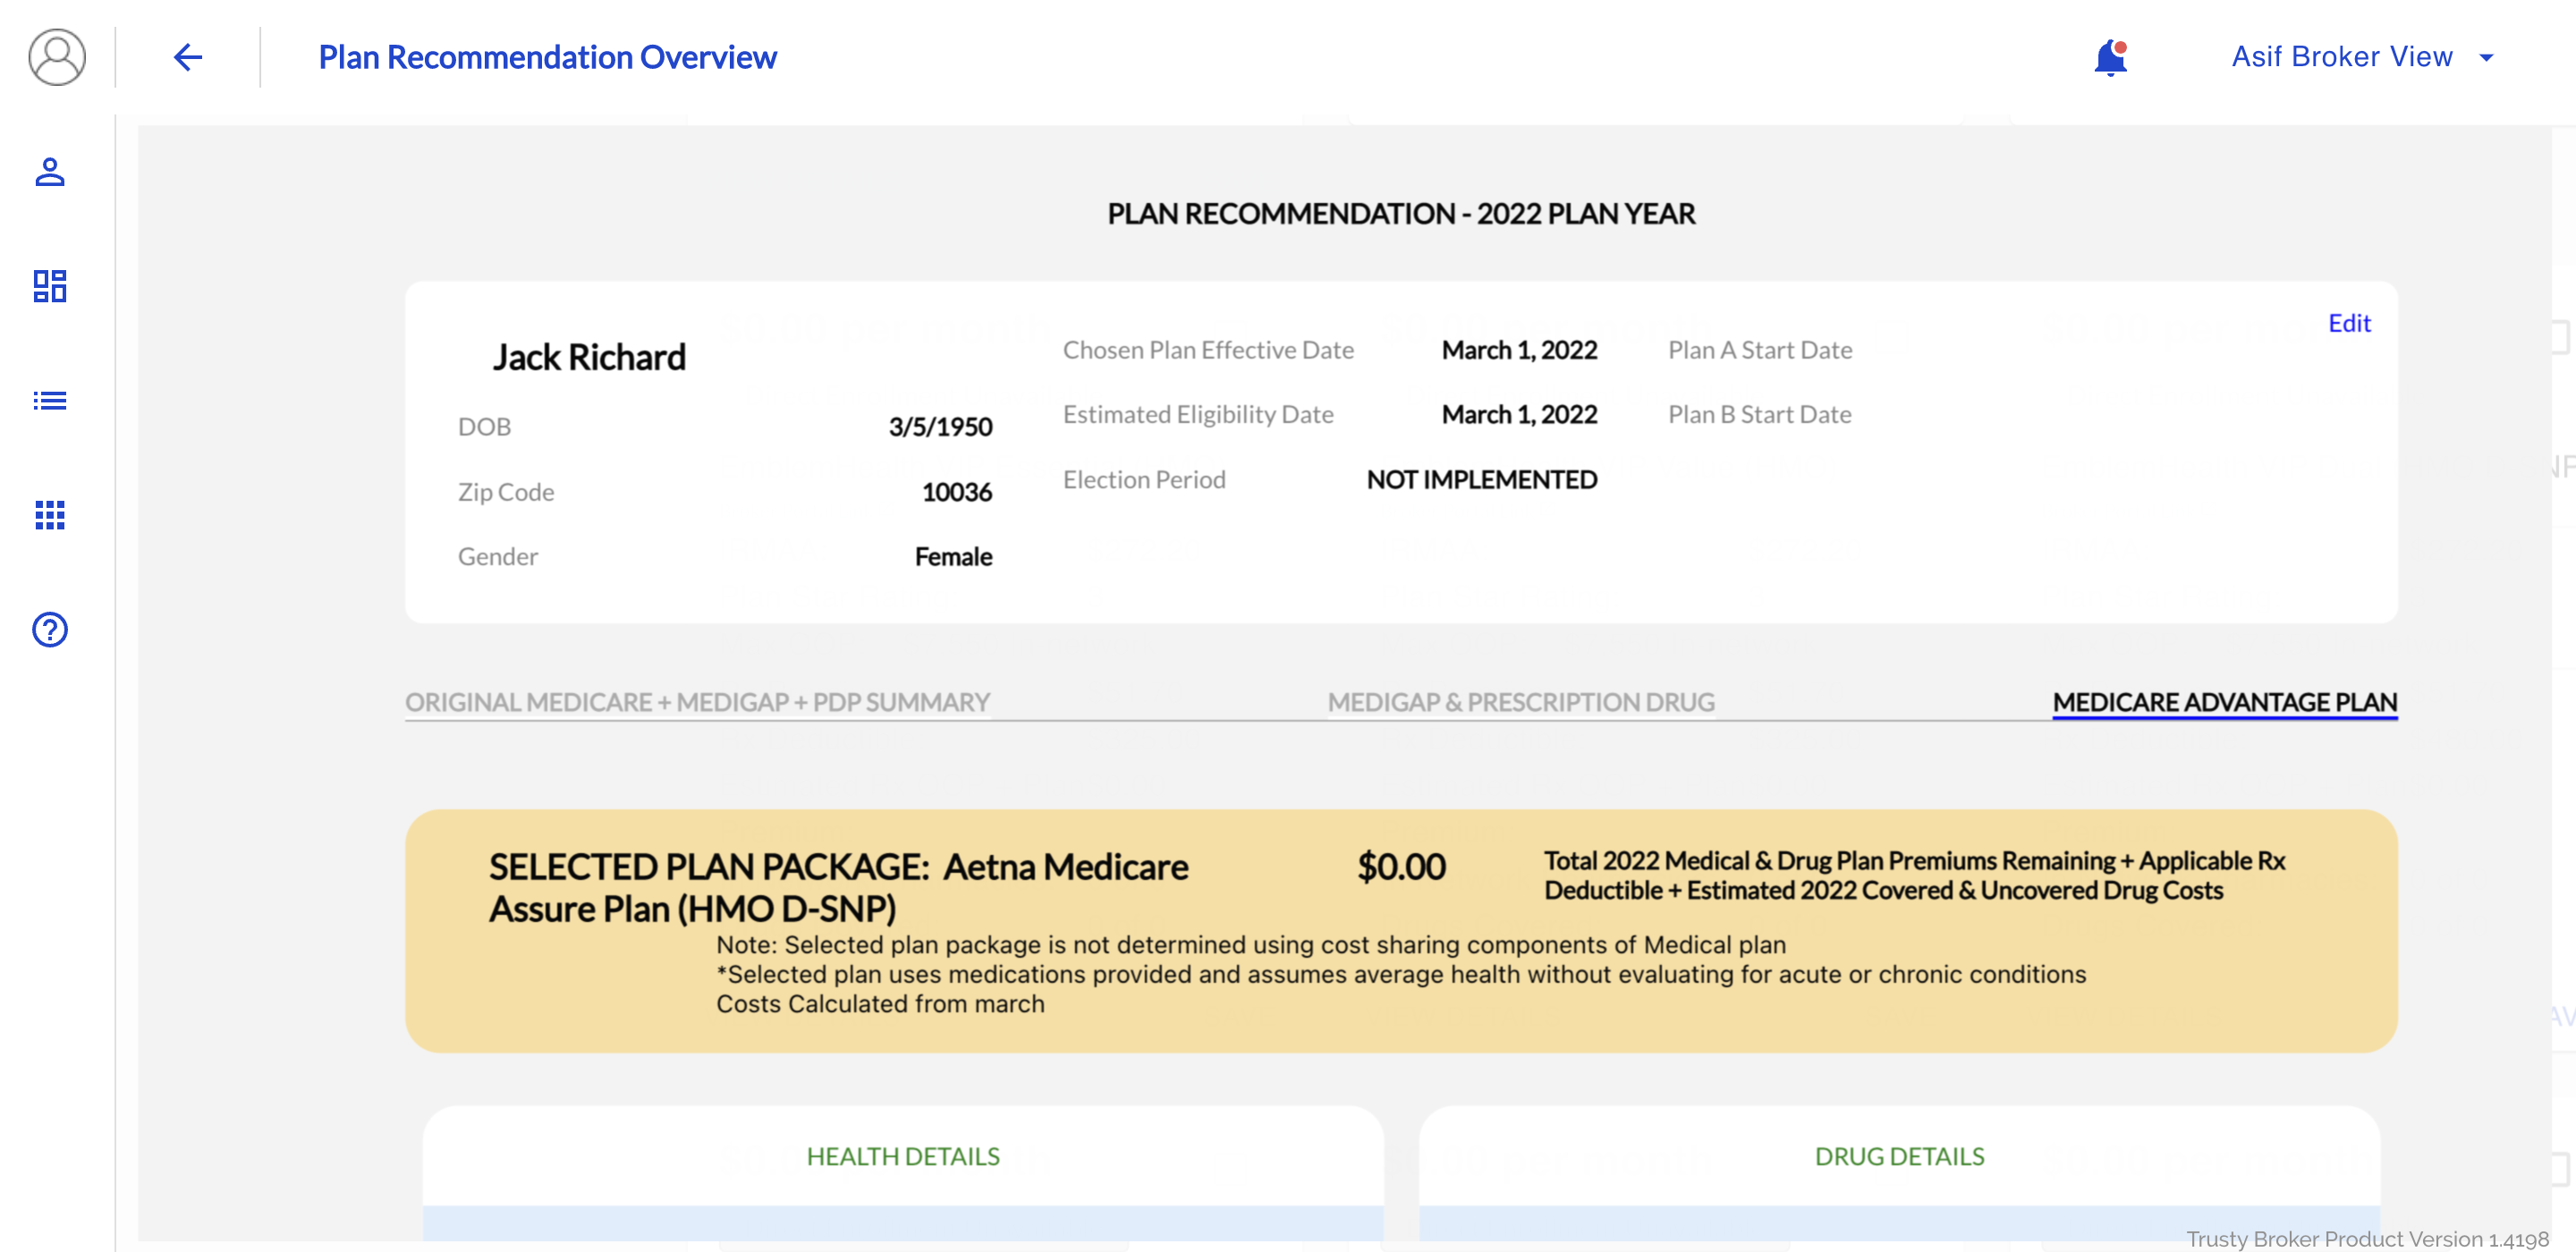 Plan Recommendation Overview
Asif Broker View
PLAN RECOMMENDATION - 2022 PLAN YEAR
Edit
Jack Richard
DOB 3/5/1950
Zip Code 10036
Gender Female
Chosen Plan Effective Date March 1, 2022
Estimated Eligibility Date March 1, 2022
Election Period NOT IMPLEMENTED
Plan A Start Date
Plan B Start Date
ORIGINAL MEDICARE + MEDIGAP + PDP SUMMARY
MEDIGAP & PRESCRIPTION DRUG
MEDICARE ADVANTAGE PLAN
SELECTED PLAN PACKAGE: Aetna Medicare
Assure Plan (HMO D-SNP)
$0.00
Total 2022 Medical & Drug Plan Premiums Remaining + Applicable Rx
Deductible + Estimated 2022 Covered & Uncovered Drug Costs
Note: Selected plan package is not determined using cost sharing components of Medical plan
*Selected plan uses medications provided and assumes average health without evaluating for acute or chronic conditions
Costs Calculated from march
HEALTH DETAILS
DRUG DETAILS
Trusty Broker Product Version 1.4198